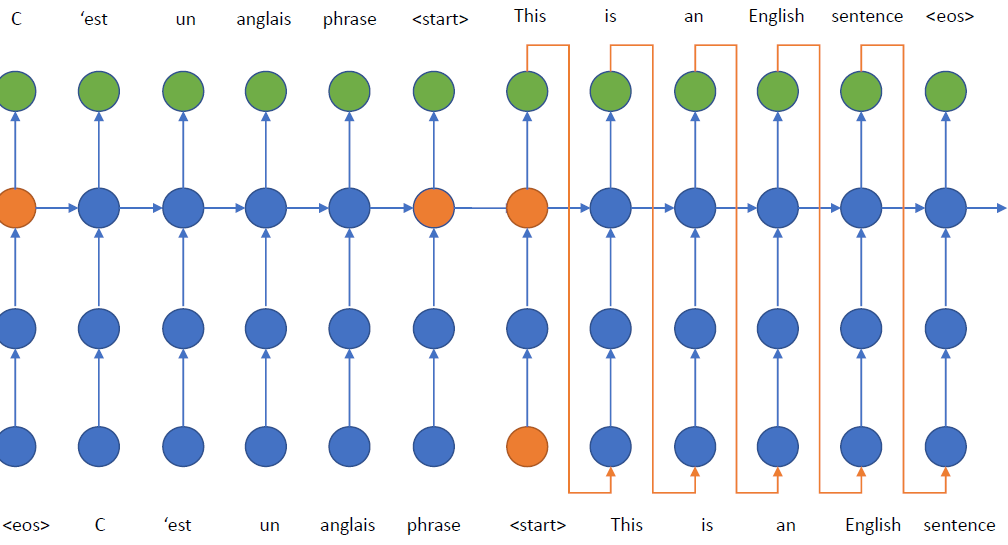 C ‘est un anglais phrase <start> This is an English sentence <eos>
<eos> C ‘est un anglais phrase <start> This is an English sentence